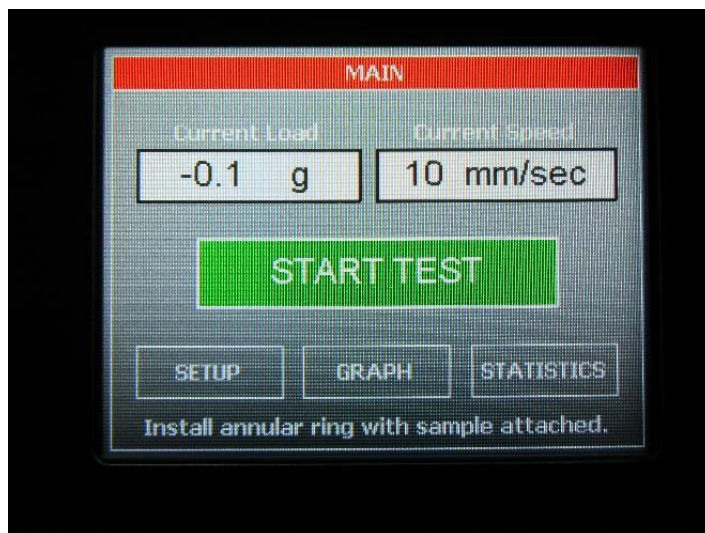 MAIN
Current Load Current Speed
-0.1 g 10 mm/sec
START TEST
SETUP GRAPH STATISTICS
Install annular ring with sample attached.